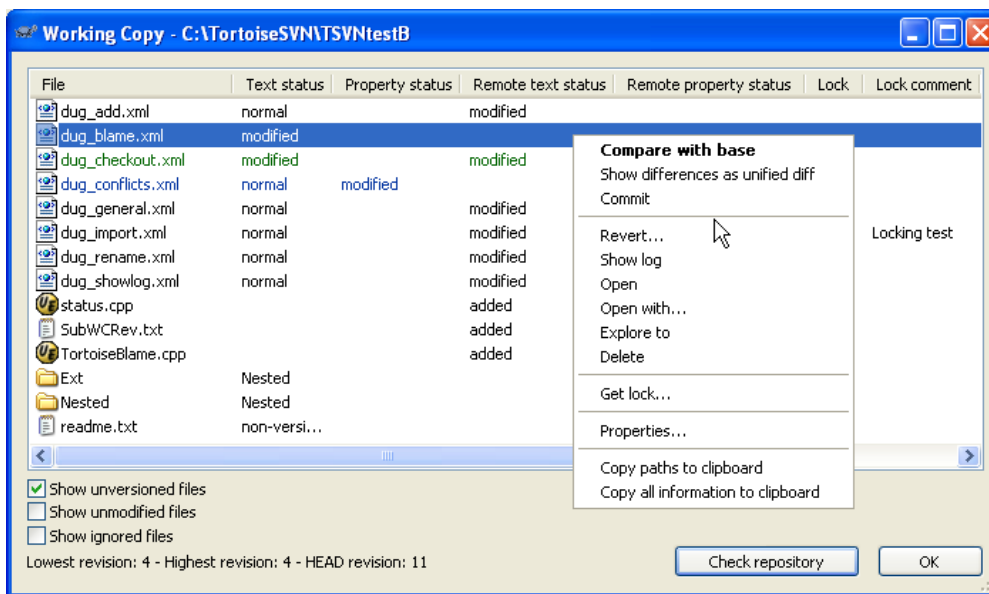 Working Copy - C:\TortoiseSVN\TSVNtestB
File Text status Property status Remote text status Remote property status Lock Lock comment
dug_add.xml normal modified
dug_blame.xml modified
dug_checkout.xml modified modified
dug_conflicts.xml normal modified
dug_general.xml normal modified
dug_import.xml normal modified Locking test
dug_rename.xml normal modified
dug_showlog.xml normal modified
status.cpp added
SubWCRev.txt added
TortoiseBlame.cpp added
Ext Nested
Nested Nested
readme.txt non-versi...
Compare with base
Show differences as unified diff
Commit
Revert...
Show log
Open
Open with...
Explore to
Delete
Get lock...
Properties...
Copy paths to clipboard
Copy all information to clipboard
Show unversioned files
Show unmodified files
Show ignored files
Lowest revision: 4 - Highest revision: 4 - HEAD revision: 11
Check repository
OK